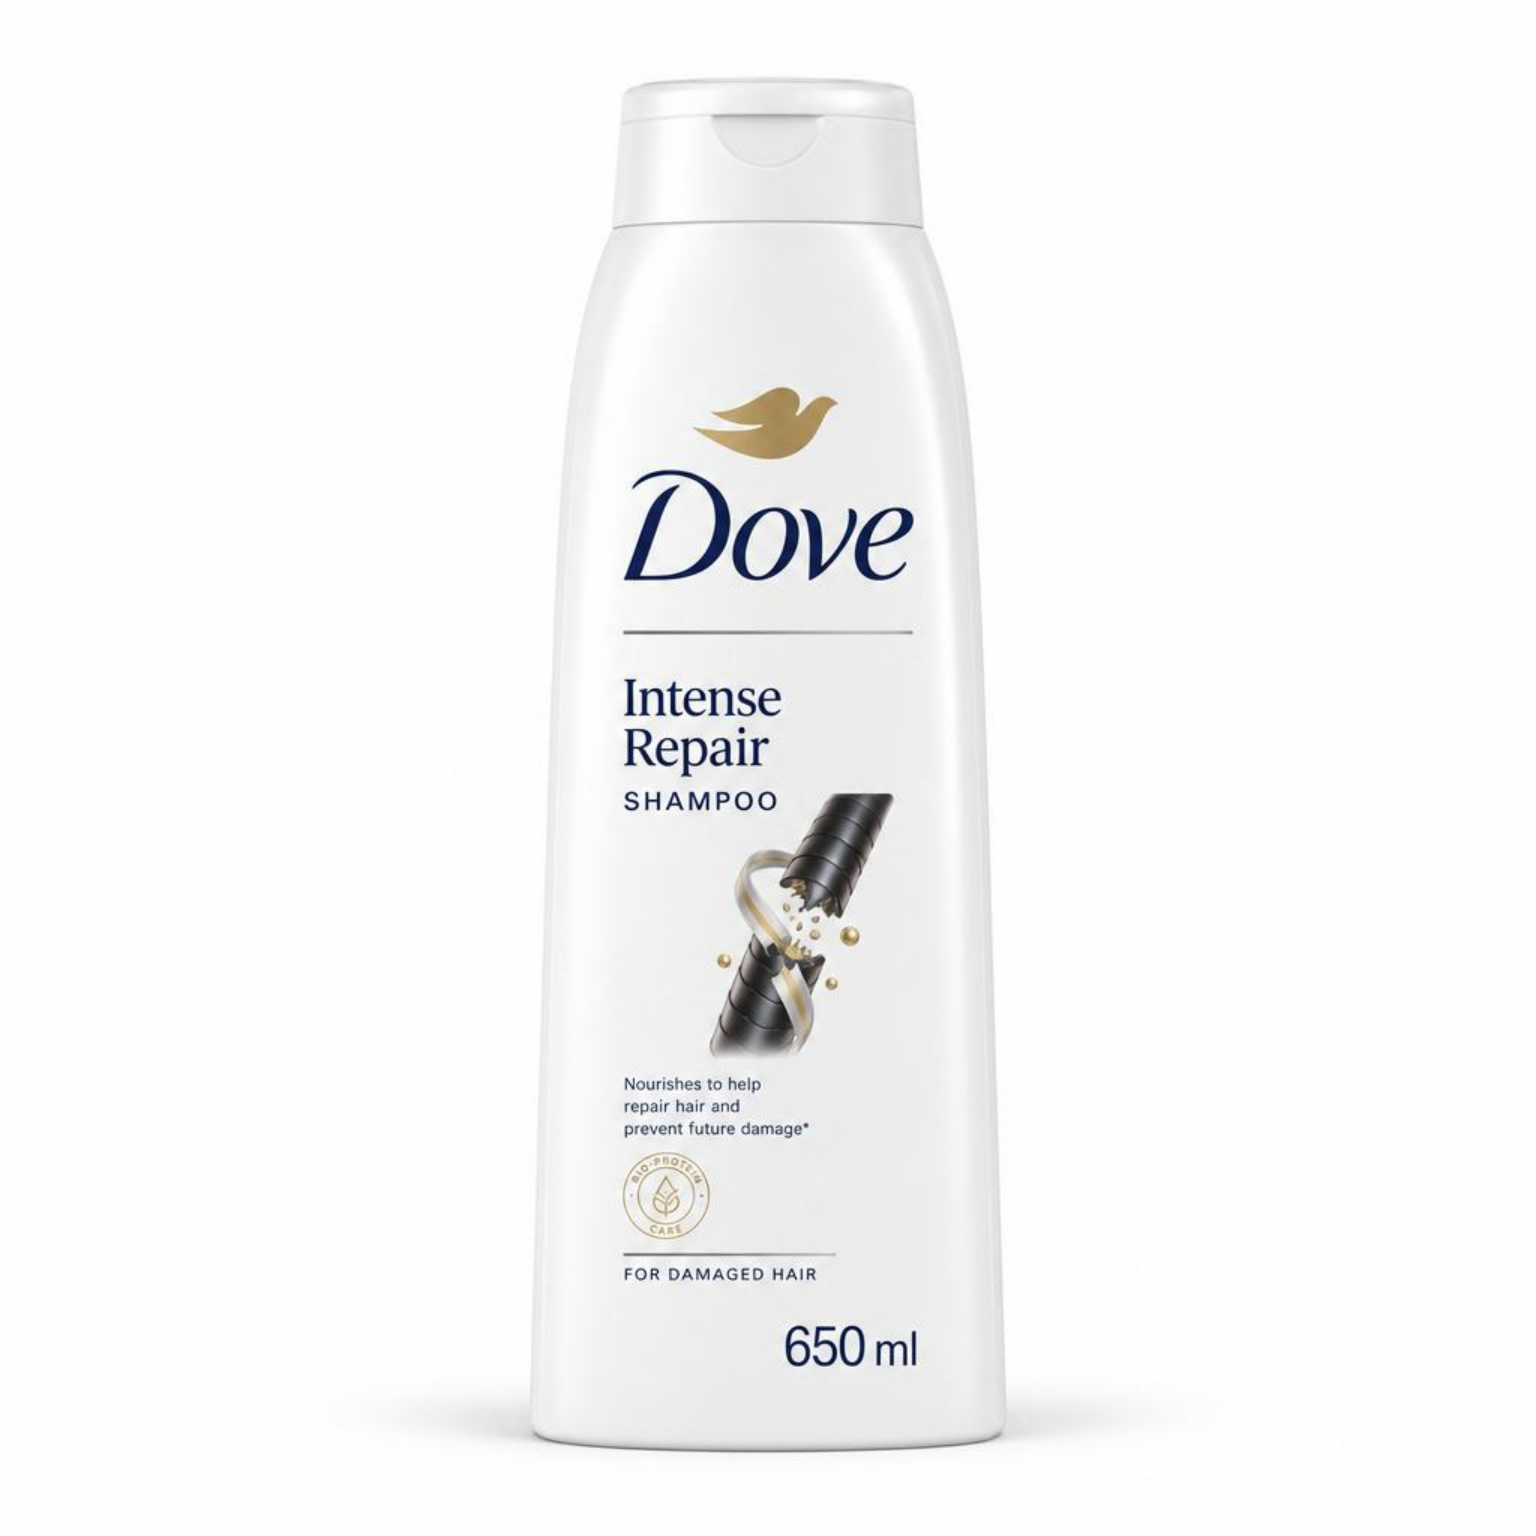 Dove
Intense
Repair
SHAMPOO
Nourishes to help
repair hair and
prevent future damage*
BIO-PROTEIN
CARE
FOR DAMAGED HAIR
650 ml